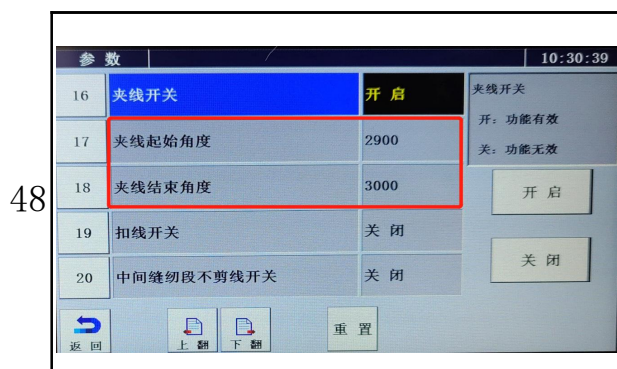 48
参 数
10:30:39
16 夹线开关 开 启
17 夹线起始角度 2900
18 夹线结束角度 3000
19 扣线开关 关 闭
20 中间缝纫段不剪线开关 关 闭
夹线开关
开：功能有效
关：功能无效
开 启
关 闭
返 回
上 翻
下 翻
重 置